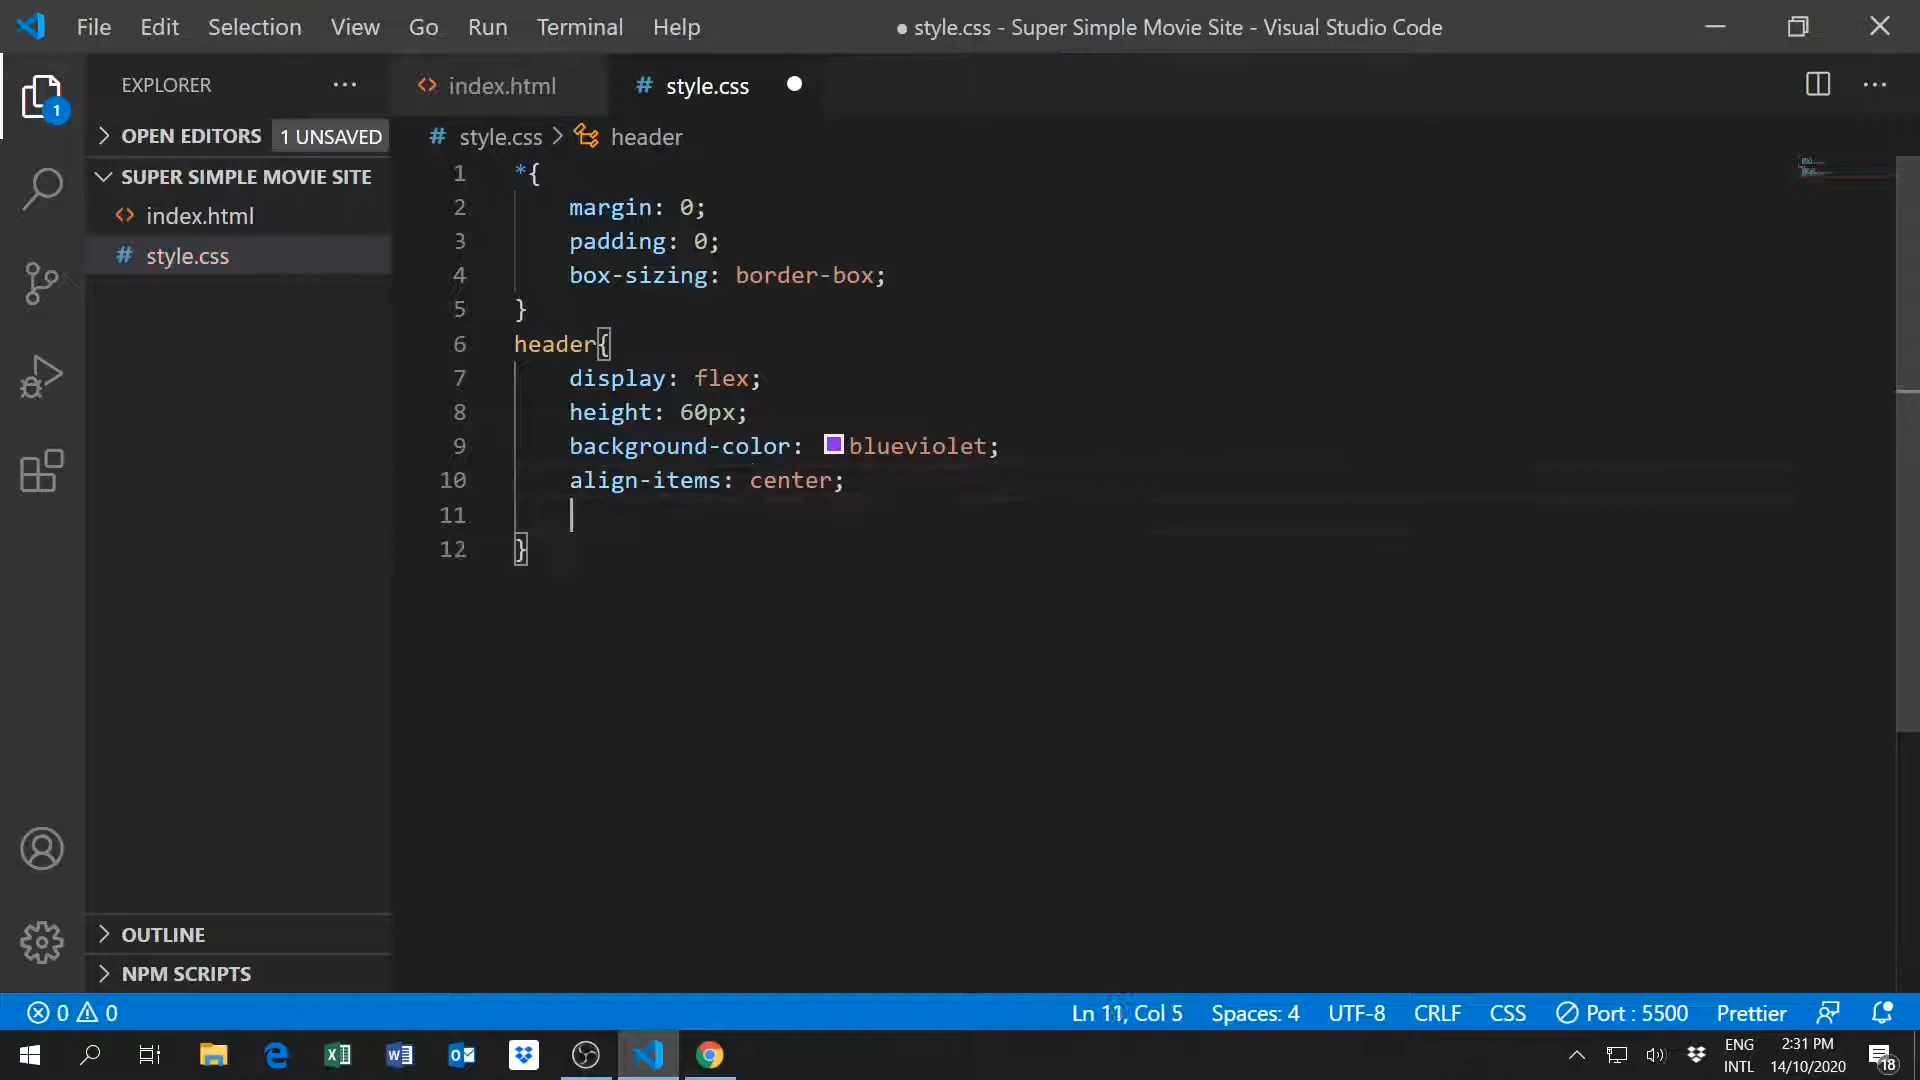 File Edit Selection View Go Run Terminal Help ● style.css - Super Simple Movie Site - Visual Studio Code
EXPLORER ··· <> index.html # style.css ● ···
1
OPEN EDITORS 1 UNSAVED
SUPER SIMPLE MOVIE SITE
<> index.html
# style.css
# style.css > header
1 *{
2 margin: 0;
3 padding: 0;
4 box-sizing: border-box;
5 }
6 header{
7 display: flex;
8 height: 60px;
9 background-color: blueviolet;
10 align-items: center;
11
12 }
OUTLINE
NPM SCRIPTS
0 0 Ln 11, Col 5 Spaces: 4 UTF-8 CRLF CSS Port : 5500 Prettier
ENG 2:31 PM
INTL 14/10/2020 18